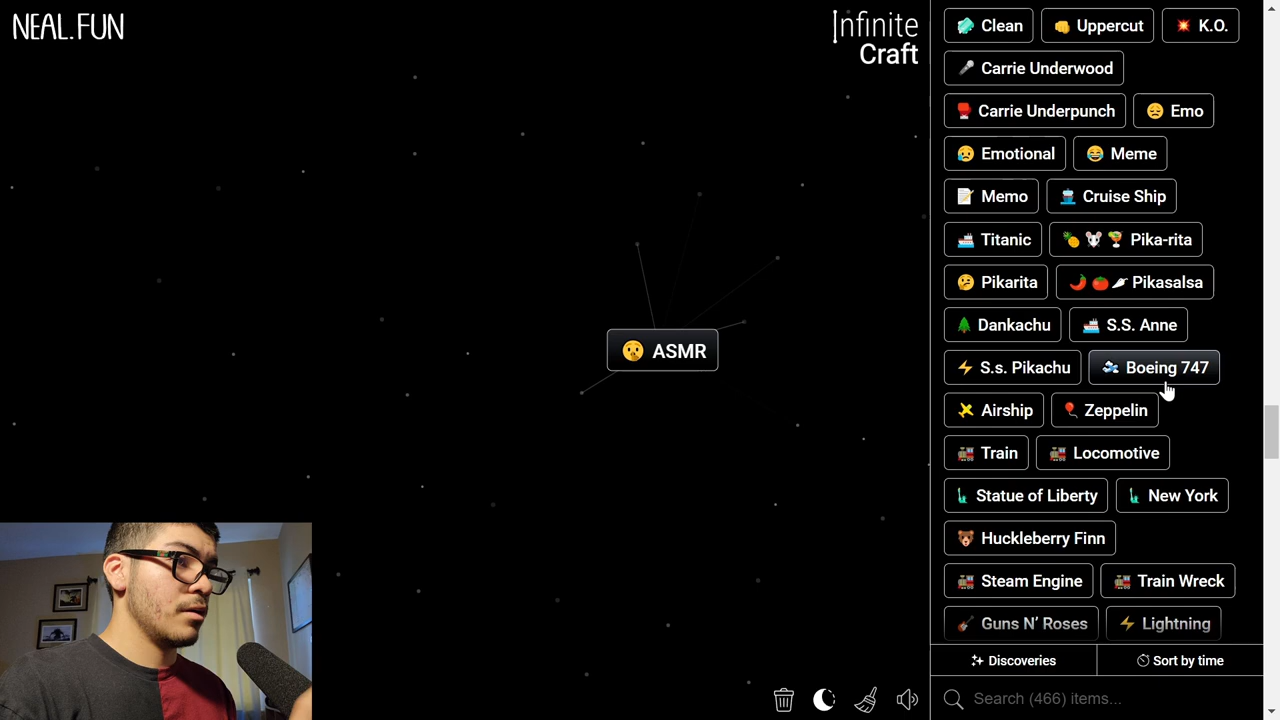 NEAL.FUN
Infinite
Craft
Clean Uppercut K.O.
Carrie Underwood
Carrie Underpunch Emo
Emotional Meme
Memo Cruise Ship
Titanic Pika-rita
Pikarita Pikasalsa
Dankachu S.S. Anne
S.s. Pikachu Boeing 747
ASMR
Airship Zeppelin
Train Locomotive
Statue of Liberty New York
Huckleberry Finn
Steam Engine Train Wreck
Guns N’ Roses Lightning
Discoveries Sort by time
Search (466) items...